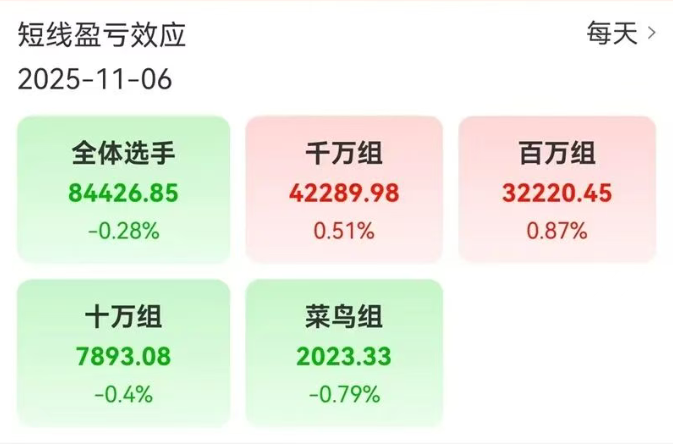 短线盈亏效应
每天 >
2025-11-06
全体选手
84426.85
-0.28%
千万组
42289.98
0.51%
百万组
32220.45
0.87%
十万组
7893.08
-0.4%
菜鸟组
2023.33
-0.79%